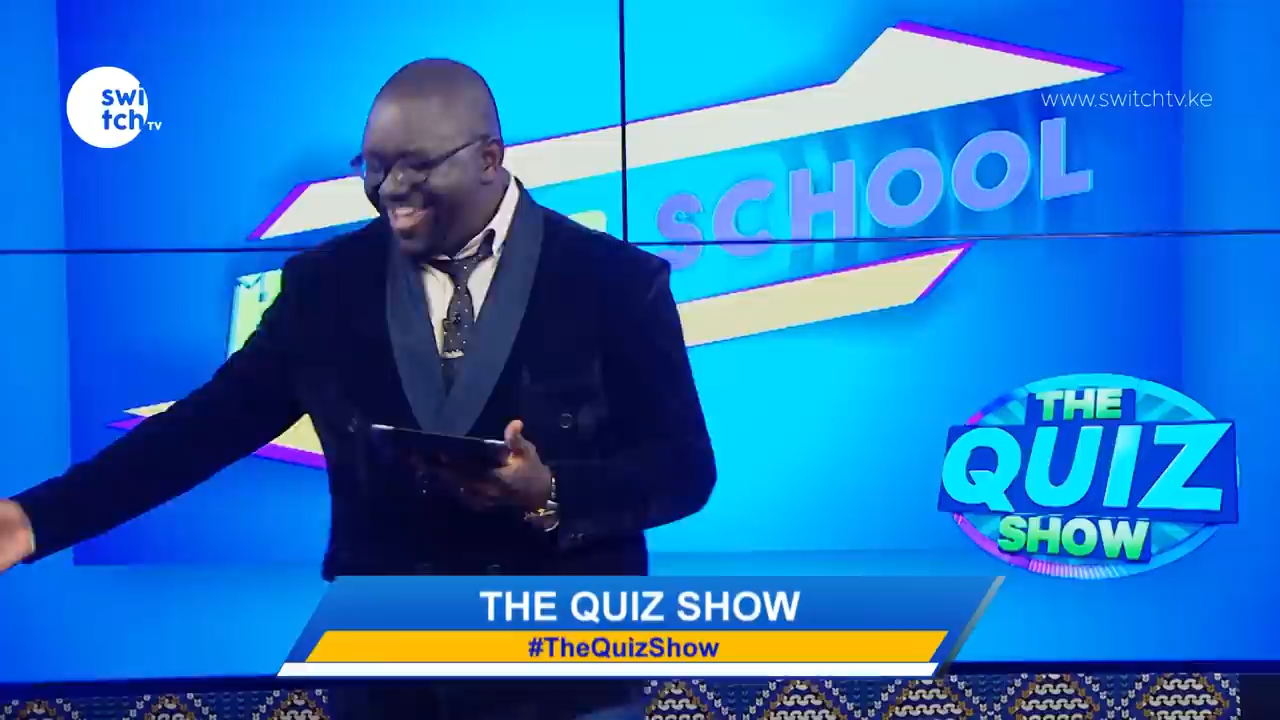 swi
tch TV
www.switchtv.ke
SCHOOL
THE
QUIZ
SHOW
THE QUIZ SHOW
#TheQuizShow